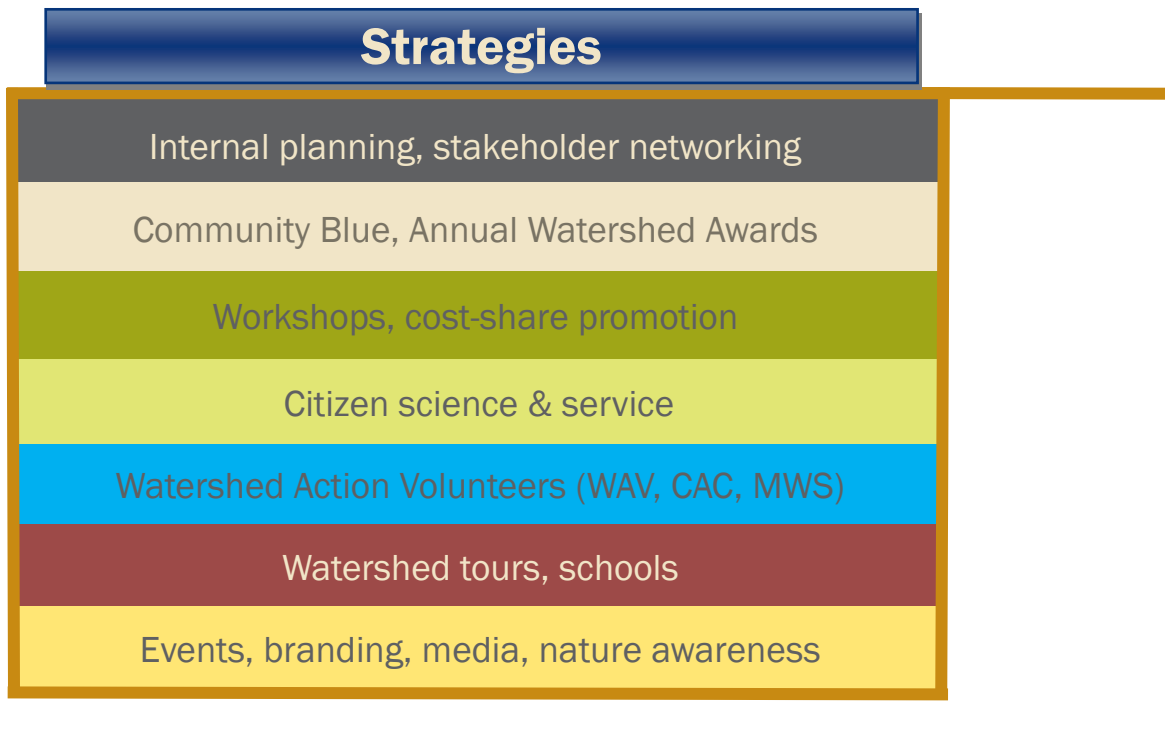 Strategies
Internal planning, stakeholder networking
Community Blue, Annual Watershed Awards
Workshops, cost-share promotion
Citizen science & service
Watershed Action Volunteers (WAV, CAC, MWS)
Watershed tours, schools
Events, branding, media, nature awareness